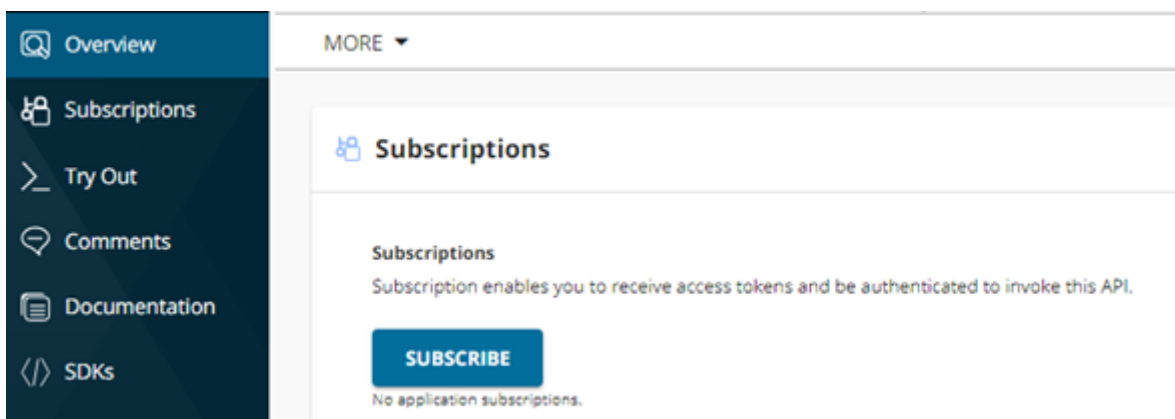 Overview
Subscriptions
Try Out
Comments
Documentation
SDKs
MORE
Subscriptions
Subscriptions
Subscription enables you to receive access tokens and be authenticated to invoke this API.
SUBSCRIBE
No application subscriptions.